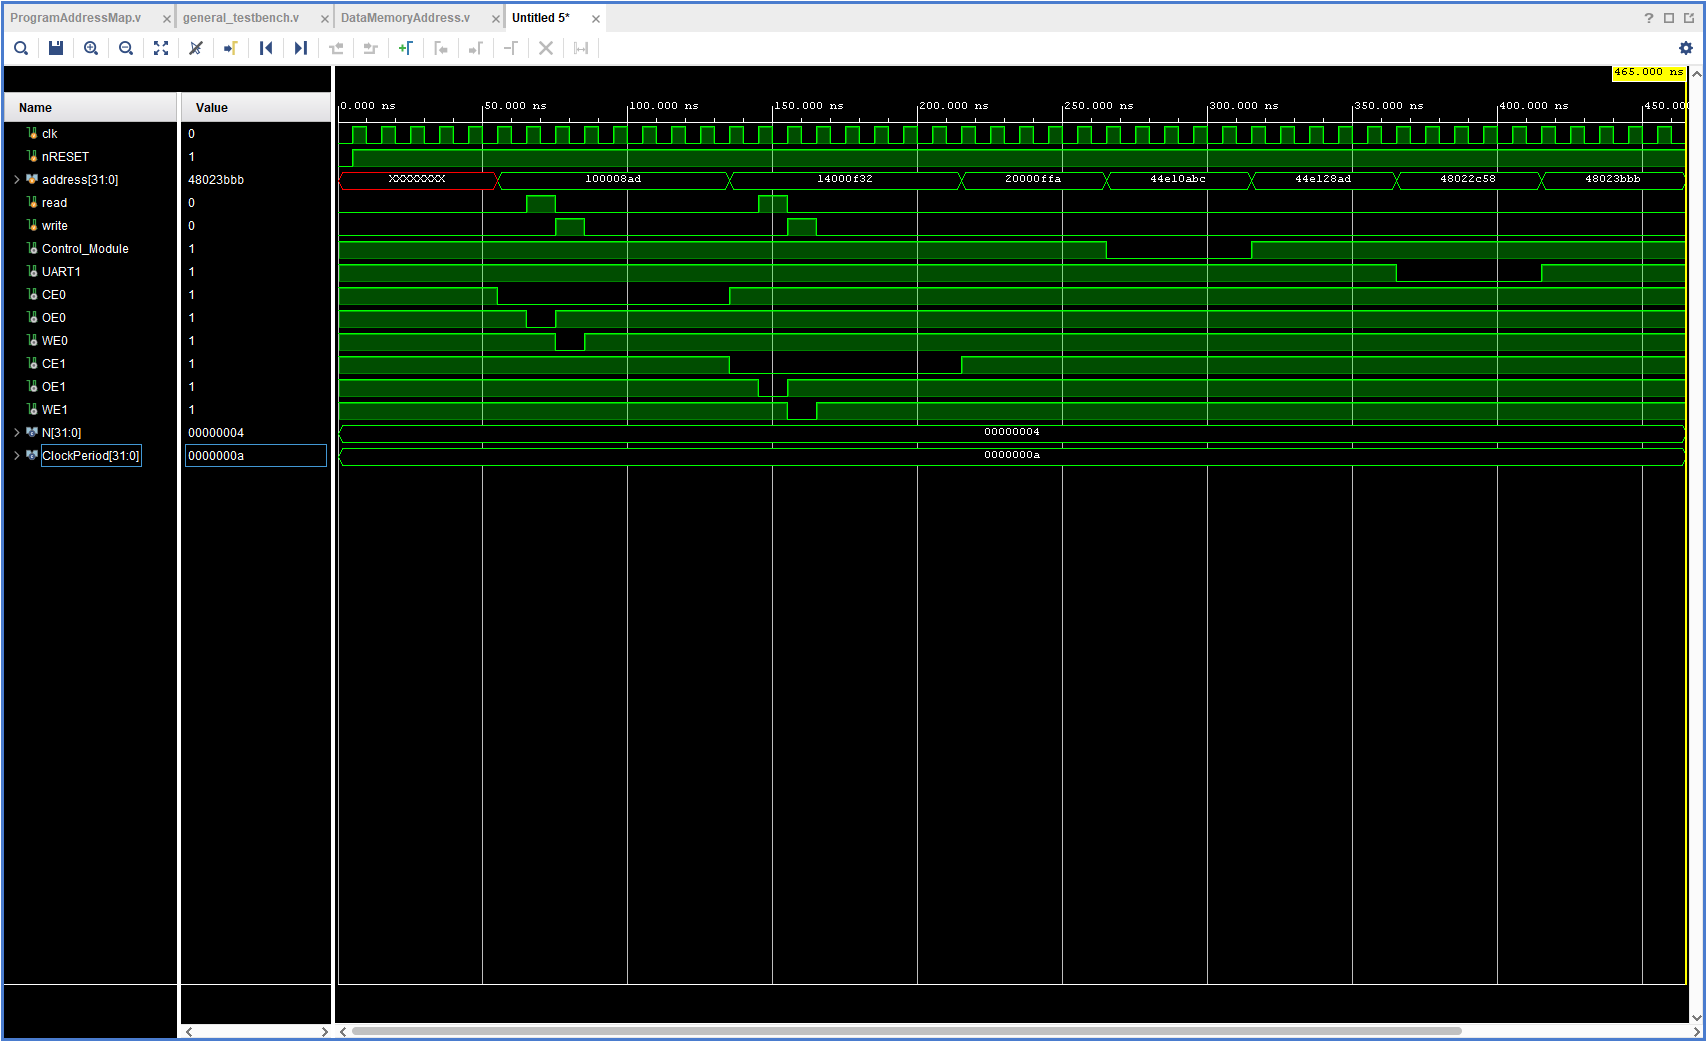 ProgramAddressMap.v × general_testbench.v × DataMemoryAddress.v × Untitled 5* ×
465.000 ns
Name Value
0.000 ns 50.000 ns 100.000 ns 150.000 ns 200.000 ns 250.000 ns 300.000 ns 350.000 ns 400.000 ns 450.00
clk 0
nRESET 1
address[31:0] 48023bbb XXXXXXXX 100008ad 14000f32 20000ffa 44e10abc 44e128ad 48022c58 48023bbb
read 0
write 0
Control_Module 1
UART1 1
CE0 1
OE0 1
WE0 1
CE1 1
OE1 1
WE1 1
N[31:0] 00000004 00000004
ClockPeriod[31:0] 0000000a 0000000a